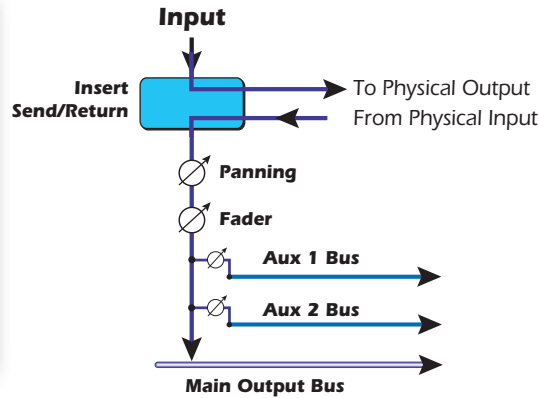 Input
Insert
Send/Return
To Physical Output
From Physical Input
Panning
Fader
Aux 1 Bus
Aux 2 Bus
Main Output Bus